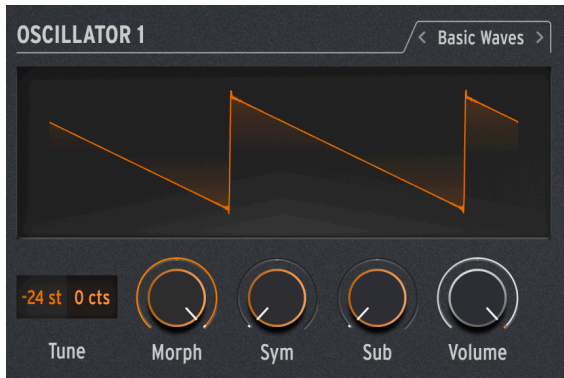 OSCILLATOR 1
< Basic Waves >
-24 st 0 cts
Tune Morph Sym Sub Volume